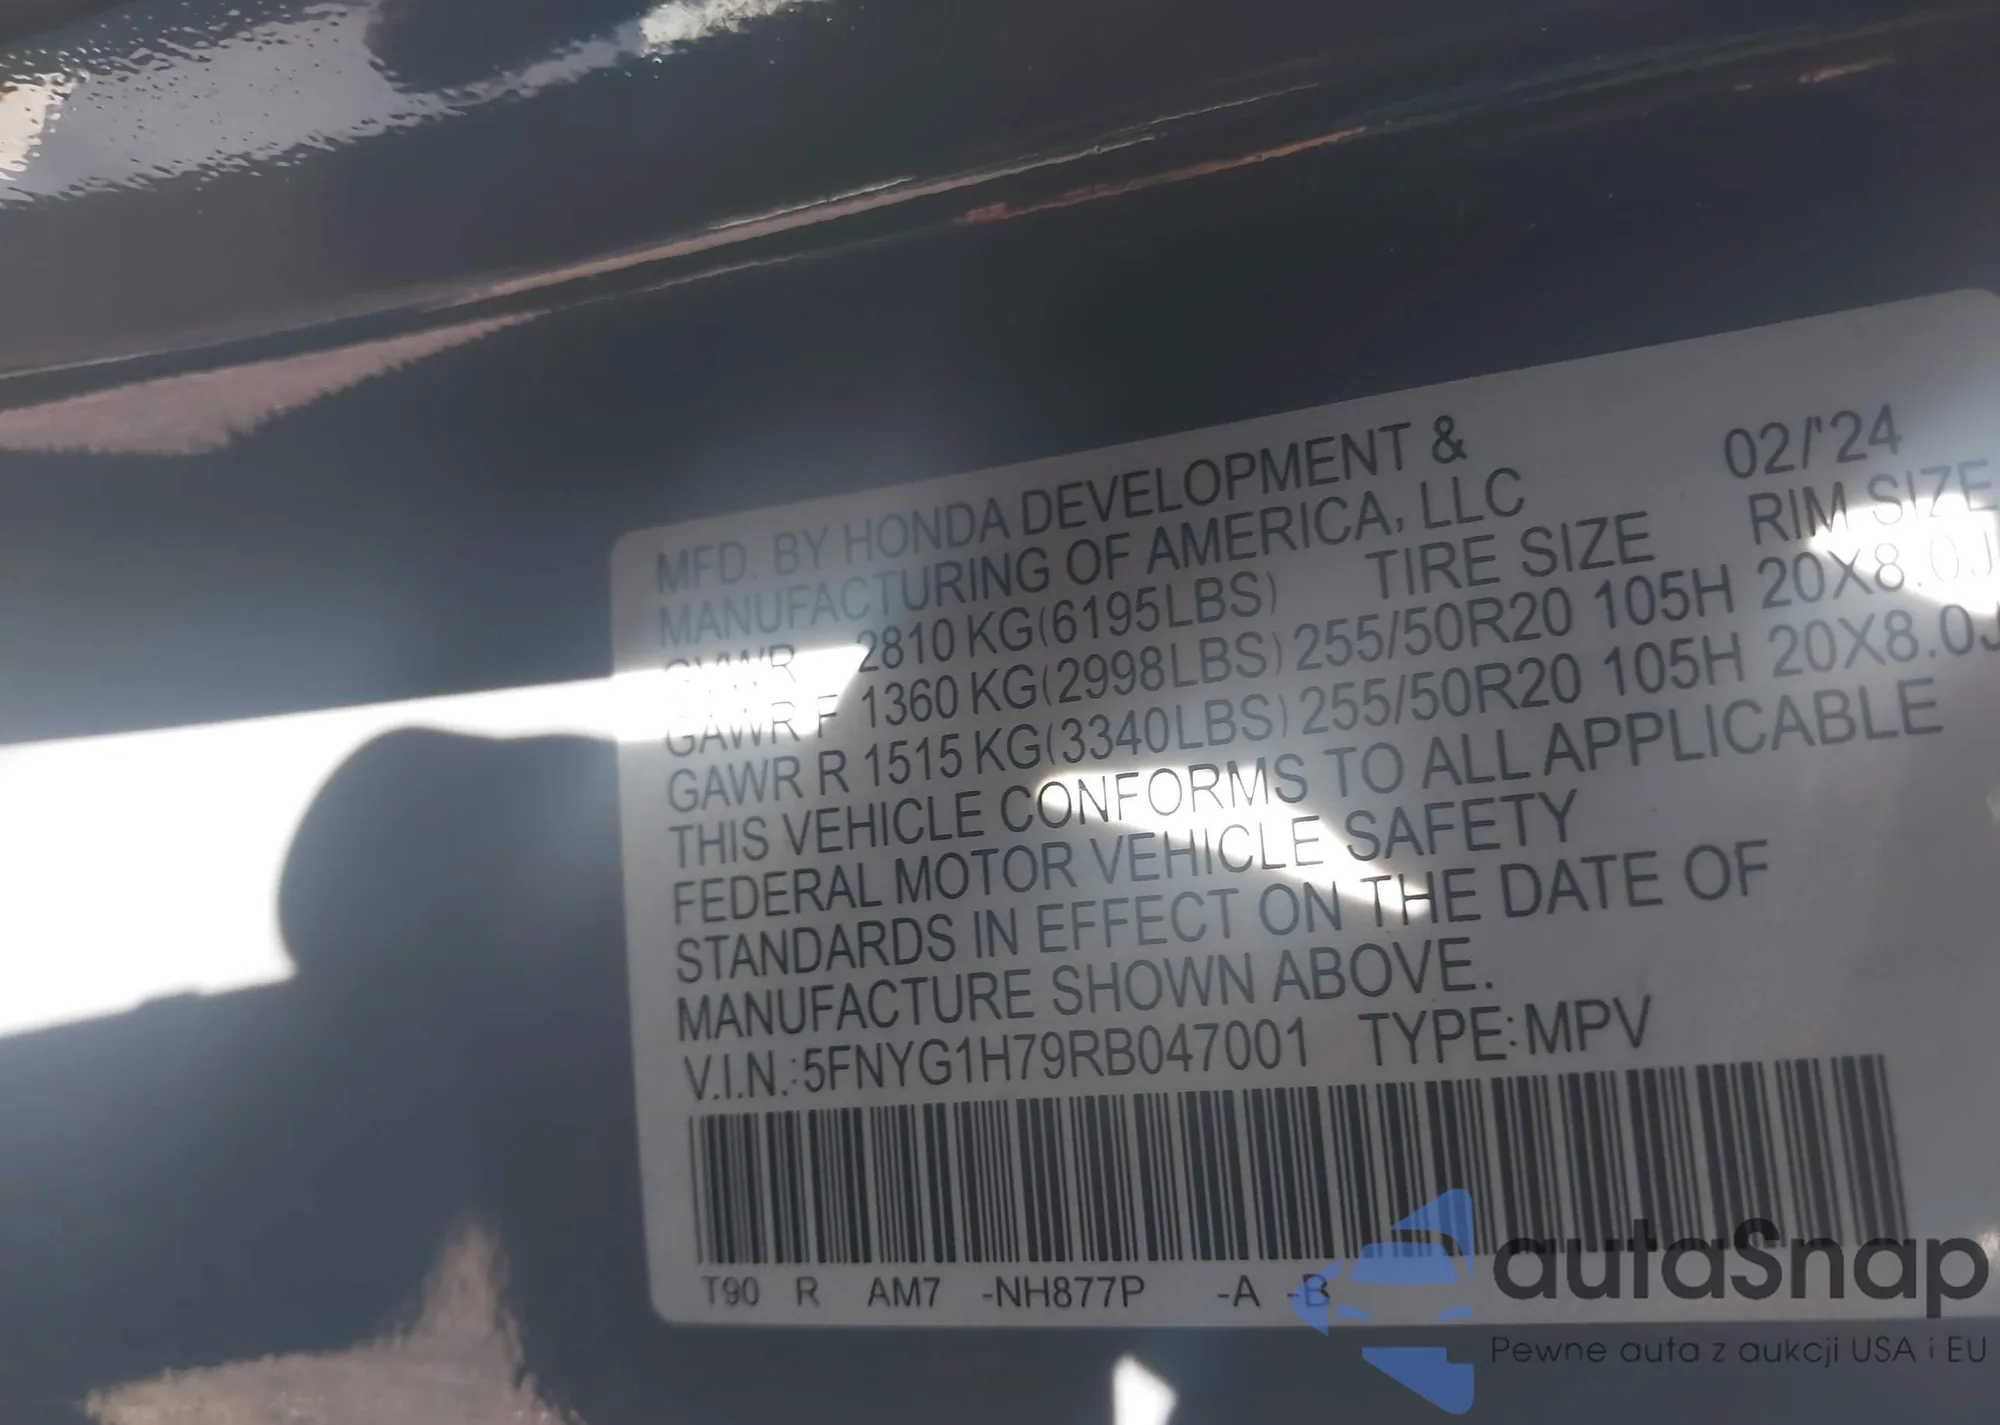 MFD. BY HONDA DEVELOPMENT & 02/'24
MANUFACTURING OF AMERICA, LLC
GVWR 2810 KG(6195LBS) TIRE SIZE RIM SIZE
GAWR F 1360 KG(2998LBS) 255/50R20 105H 20X8.0J
GAWR R 1515 KG(3340LBS) 255/50R20 105H 20X8.0J
THIS VEHICLE CONFORMS TO ALL APPLICABLE
FEDERAL MOTOR VEHICLE SAFETY
STANDARDS IN EFFECT ON THE DATE OF
MANUFACTURE SHOWN ABOVE.
V.I.N.:5FNYG1H79RB047001 TYPE:MPV
T90 R AM7 -NH877P -A -B
autaSnap
Pewne auta z aukcji USA i EU